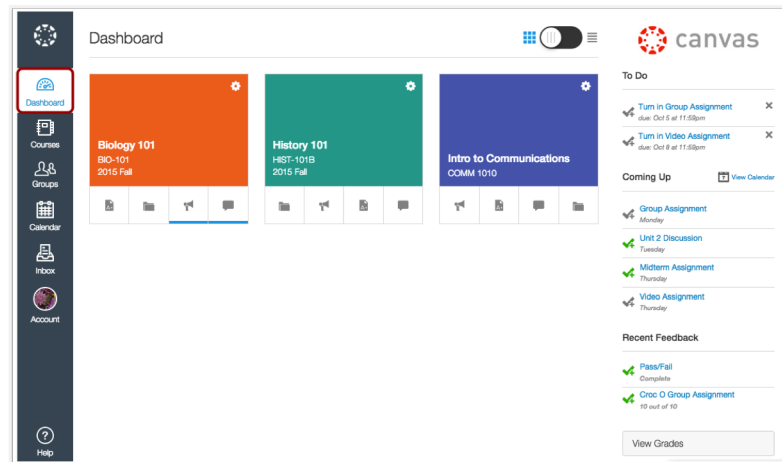 Dashboard
Courses
Groups
Calendar
Inbox
Account
Help
Dashboard
Biology 101
BIO-101
2015 Fall
History 101
HIST-101B
2015 Fall
Intro to Communications
COMM 1010
canvas
To Do
Turn in Group Assignment
due: Oct 5 at 11:59pm
Turn in Video Assignment
due: Oct 8 at 11:59pm
Coming Up
View Calendar
Group Assignment
Monday
Unit 2 Discussion
Tuesday
Midterm Assignment
Thursday
Video Assignment
Thursday
Recent Feedback
Pass/Fail
Complete
Croc O Group Assignment
10 out of 10
View Grades